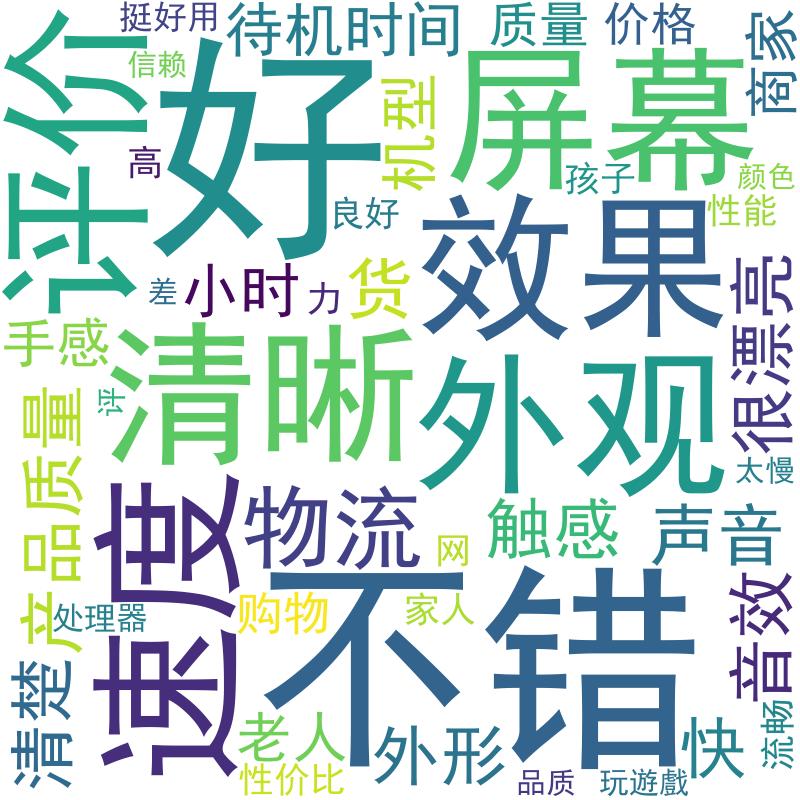 挺好用
待机时间
质量
价格
商家
评价
信赖
好
机型
屏幕
高
孩子
颜色
良好
性能
效果
差
小时
力
货
很漂亮
手感
清晰
外观
评
太慢
产品质量
速度
物流
网
触感
声音
不错
处理器
购物
家人
音效
清楚
老人
外形
快
流畅
性价比
品质
玩遊戲